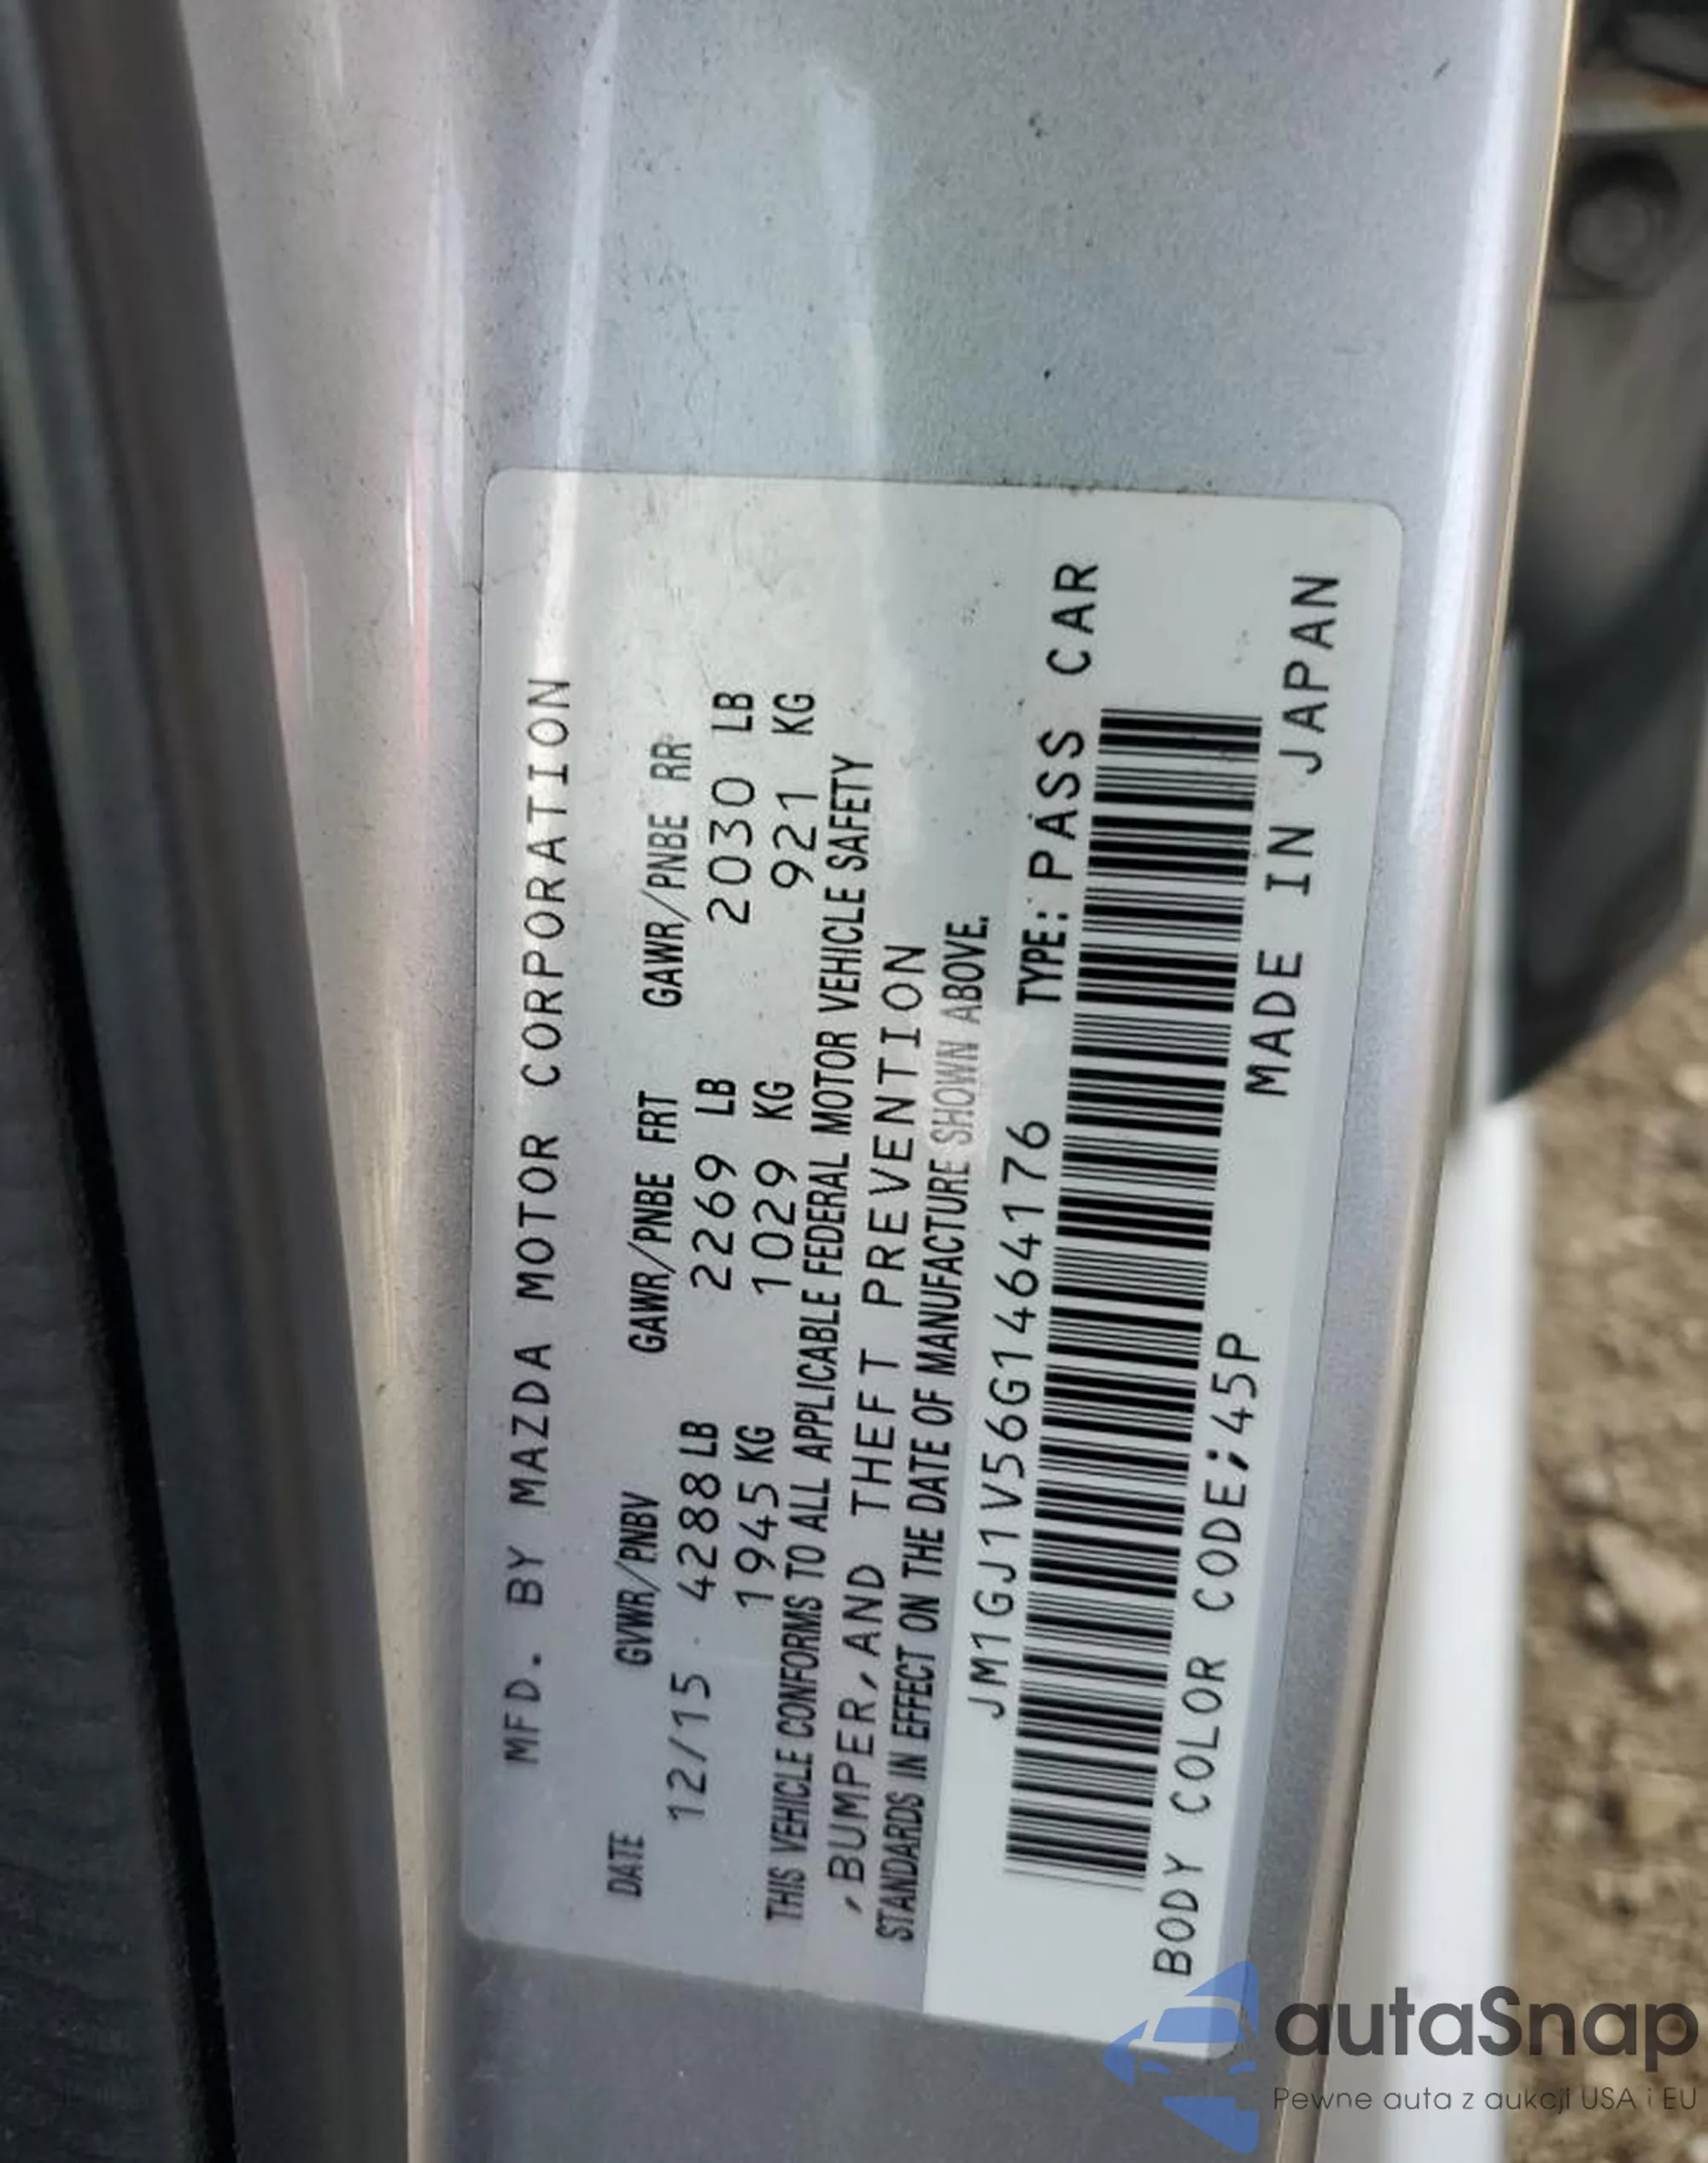 MFD. BY MAZDA MOTOR CORPORATION
DATE GVWR/PNBV GAWR/PNBE FRT GAWR/PNBE RR
12/15 4288 LB 2269 LB 2030 LB
1945 KG 1029 KG 921 KG
THIS VEHICLE CONFORMS TO ALL APPLICABLE FEDERAL MOTOR VEHICLE SAFETY
,BUMPER,AND THEFT PREVENTION
STANDARDS IN EFFECT ON THE DATE OF MANUFACTURE SHOWN ABOVE.
JM1GJ1V56G1464176 TYPE: PASS CAR
BODY COLOR CODE;45P MADE IN JAPAN
autaSnap
Pewne auta z aukcji USA i EU